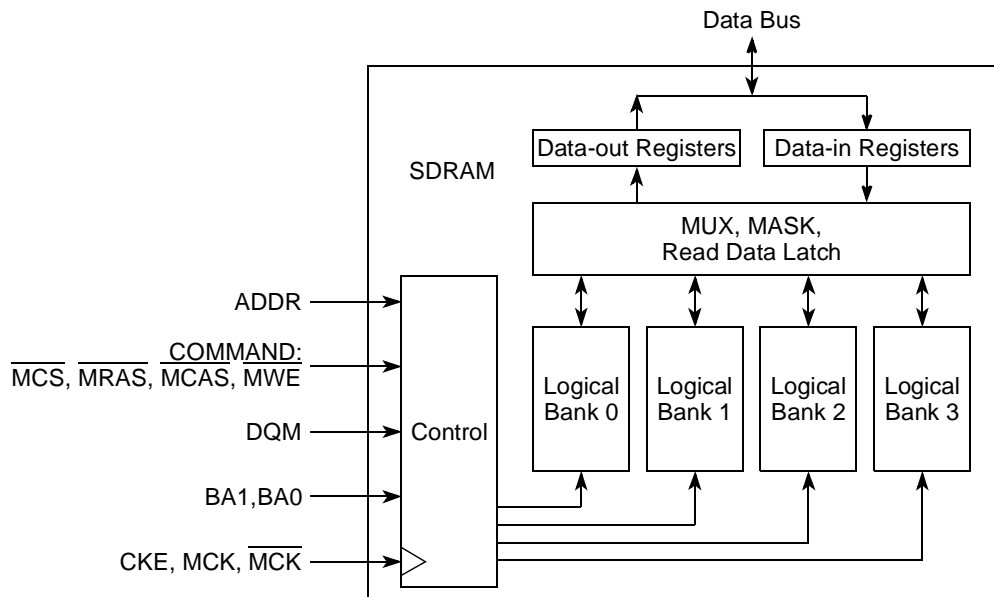 Data Bus
Data-out Registers
Data-in Registers
SDRAM
MUX, MASK,
Read Data Latch
ADDR
COMMAND:
MCS, MRAS, MCAS, MWE
DQM
BA1,BA0
CKE, MCK, MCK
Control
Logical
Bank 0
Logical
Bank 1
Logical
Bank 2
Logical
Bank 3